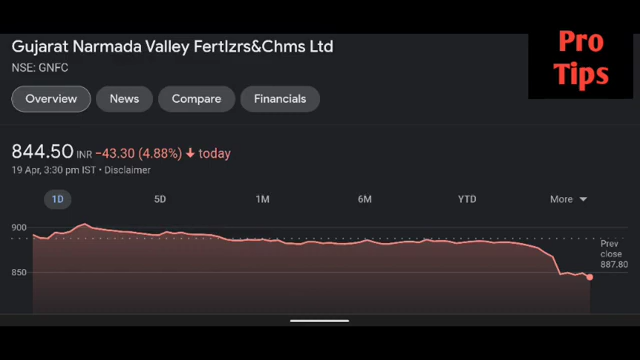 Gujarat Narmada Valley Fertlzrs&Chms Ltd
Pro
Tips
NSE: GNFC
Overview News Compare Financials
844.50 INR −43.30 (4.88%) ↓ today
19 Apr, 3:30 pm IST • Disclaimer
1D 5D 1M 6M YTD More
900
850
Prev
close
887.80